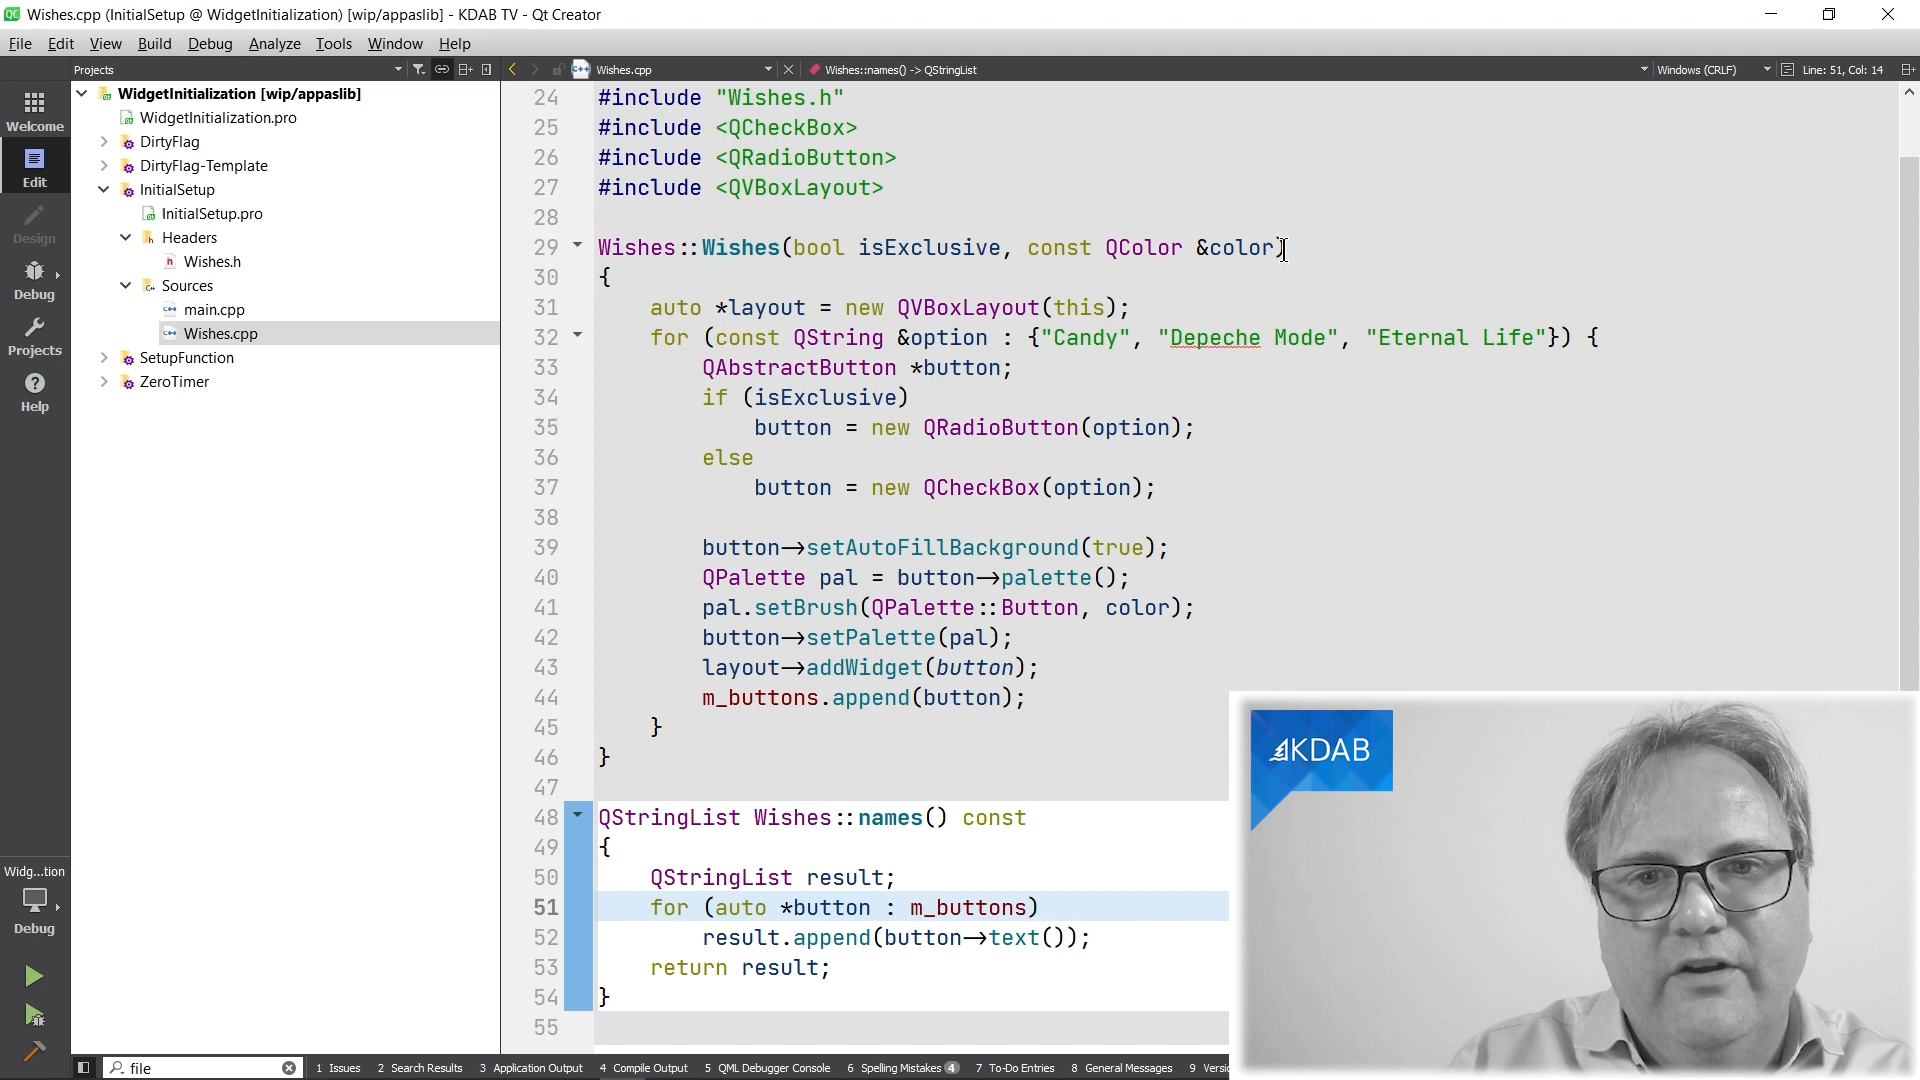 Wishes.cpp (InitialSetup @ WidgetInitialization) [wip/appaslib] - KDAB TV - Qt Creator
File Edit View Build Debug Analyze Tools Window Help
Projects
Wishes.cpp
Wishes::names() -> QStringList
Windows (CRLF)
Line: 51, Col: 14
Welcome
Edit
Design
Debug
Projects
Help
Widg...tion
Debug
WidgetInitialization [wip/appaslib]
WidgetInitialization.pro
DirtyFlag
DirtyFlag-Template
InitialSetup
InitialSetup.pro
Headers
Wishes.h
Sources
main.cpp
Wishes.cpp
SetupFunction
ZeroTimer
24 #include "Wishes.h"
25 #include <QCheckBox>
26 #include <QRadioButton>
27 #include <QVBoxLayout>
28
29 Wishes::Wishes(bool isExclusive, const QColor &color)
30 {
31 auto *layout = new QVBoxLayout(this);
32 for (const QString &option : {"Candy", "Depeche Mode", "Eternal Life"}) {
33 QAbstractButton *button;
34 if (isExclusive)
35 button = new QRadioButton(option);
36 else
37 button = new QCheckBox(option);
38
39 button->setAutoFillBackground(true);
40 QPalette pal = button->palette();
41 pal.setBrush(QPalette::Button, color);
42 button->setPalette(pal);
43 layout->addWidget(button);
44 m_buttons.append(button);
45 }
46 }
47
48 QStringList Wishes::names() const
49 {
50 QStringList result;
51 for (auto *button : m_buttons)
52 result.append(button->text());
53 return result;
54 }
55
KDAB
file
1 Issues 2 Search Results 3 Application Output 4 Compile Output 5 QML Debugger Console 6 Spelling Mistakes 4 7 To-Do Entries 8 General Messages 9